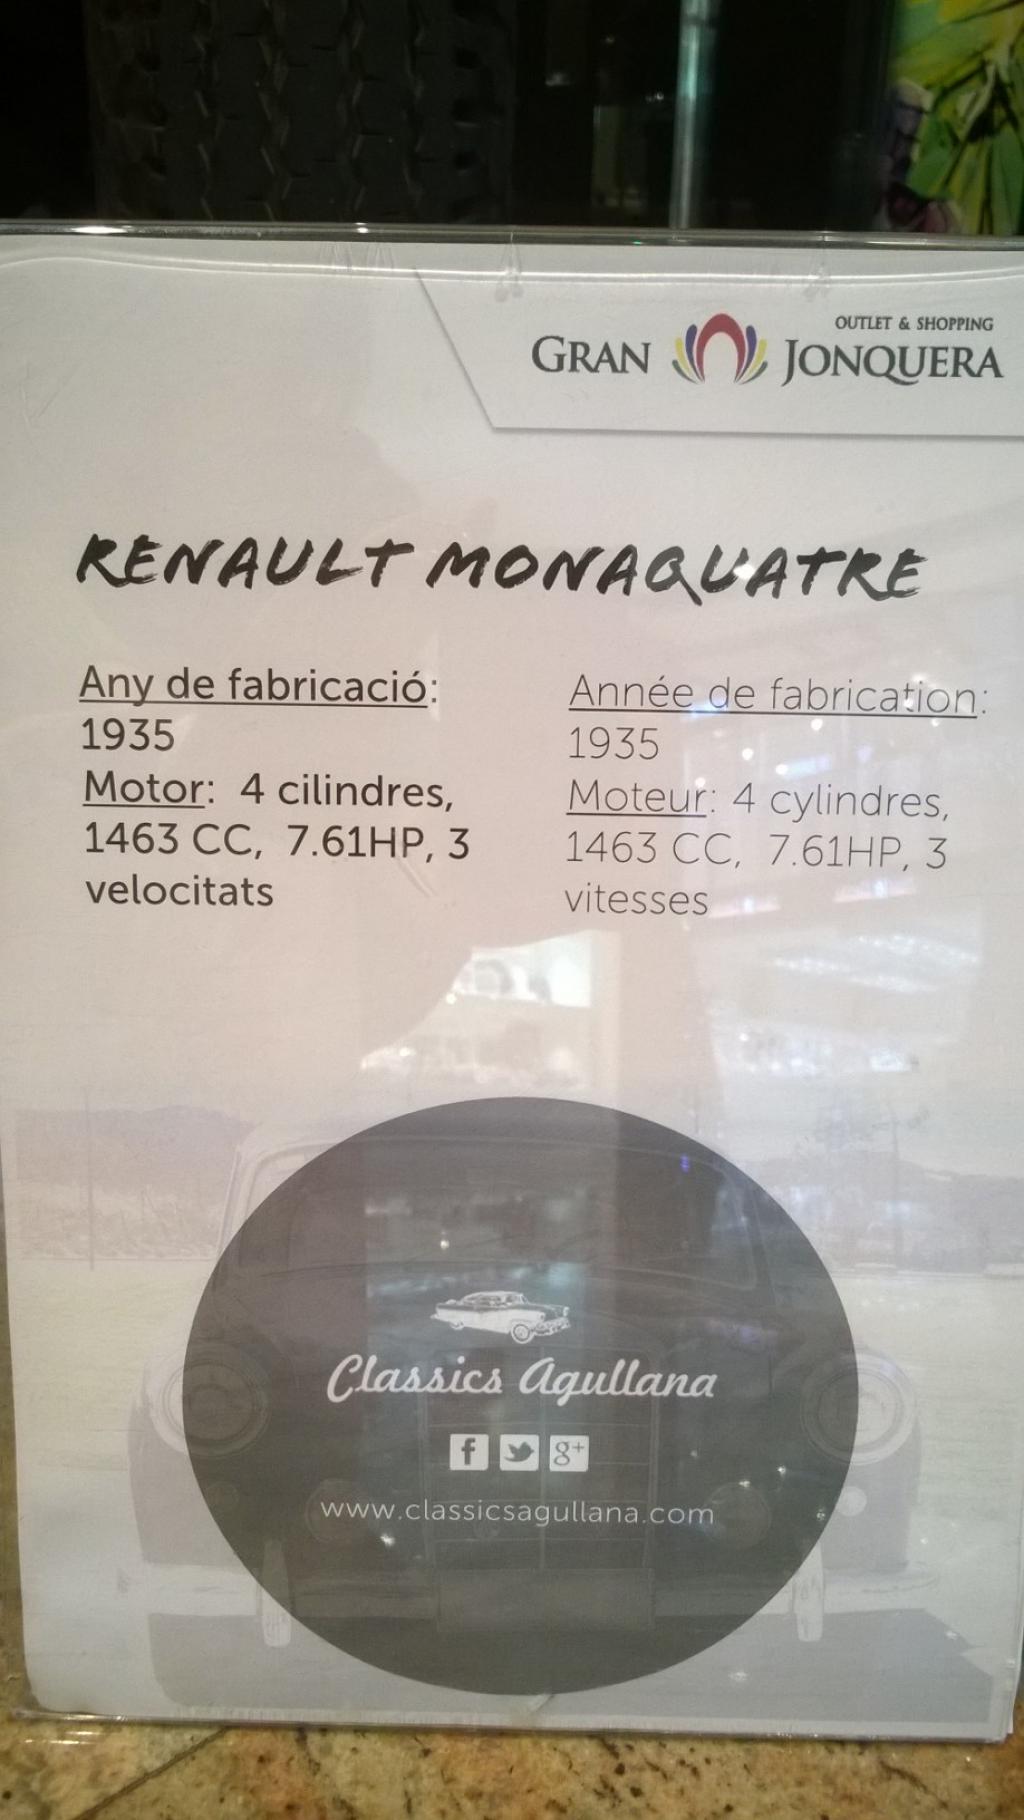 OUTLET & SHOPPING
GRAN JONQUERA
RENAULT MONAQUATRE
Any de fabricació:
1935
Motor: 4 cilindres,
1463 CC, 7.61HP, 3
velocitats
Année de fabrication:
1935
Moteur: 4 cylindres,
1463 CC, 7.61HP, 3
vitesses
Classics Agullana
f g+
www.classicsagullana.com